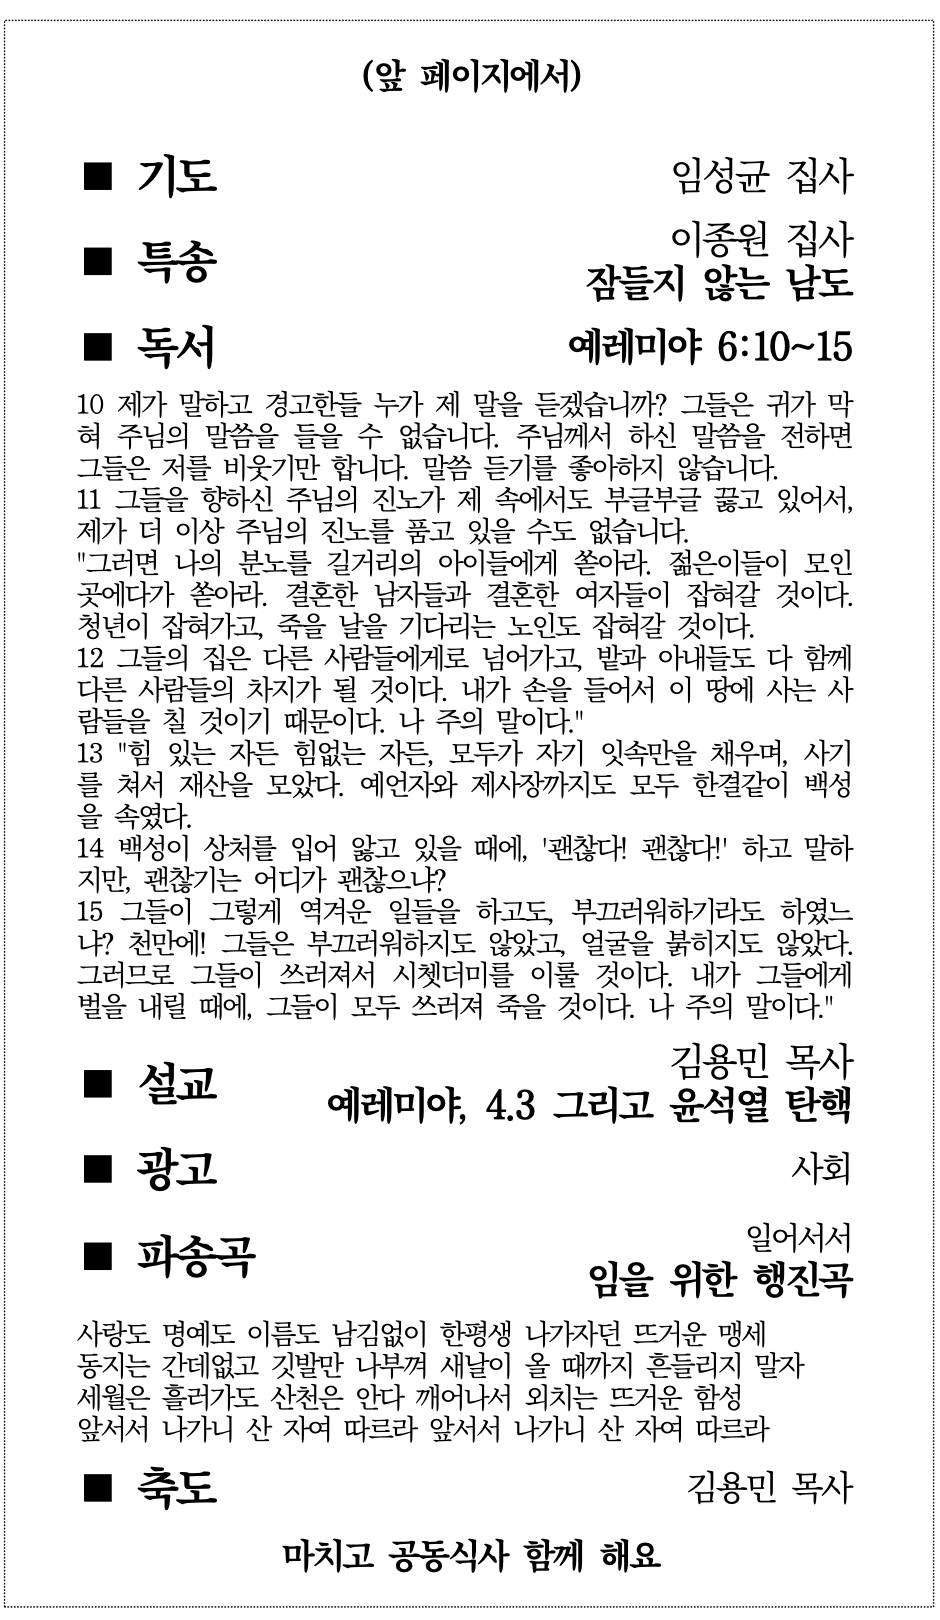 (앞 페이지에서)
■ 기도 임성균 집사
■ 특송 이종원 집사
잠들지 않는 남도
■ 독서 예레미야 6:10~15
10 제가 말하고 경고한들 누가 제 말을 듣겠습니까? 그들은 귀가 막
혀 주님의 말씀을 들을 수 없습니다. 주님께서 하신 말씀을 전하면
그들은 저를 비웃기만 합니다. 말씀 듣기를 좋아하지 않습니다.
11 그들을 향하신 주님의 진노가 제 속에서도 부글부글 끓고 있어서,
제가 더 이상 주님의 진노를 품고 있을 수도 없습니다.
"그러면 나의 분노를 길거리의 아이들에게 쏟아라. 젊은이들이 모인
곳에다가 쏟아라. 결혼한 남자들과 결혼한 여자들이 잡혀갈 것이다.
청년이 잡혀가고, 죽을 날을 기다리는 노인도 잡혀갈 것이다.
12 그들의 집은 다른 사람들에게로 넘어가고, 밭과 아내들도 다 함께
다른 사람들의 차지가 될 것이다. 내가 손을 들어서 이 땅에 사는 사
람들을 칠 것이기 때문이다. 나 주의 말이다."
13 "힘 있는 자든 힘없는 자든, 모두가 자기 잇속만을 채우며, 사기
를 쳐서 재산을 모았다. 예언자와 제사장까지도 모두 한결같이 백성
을 속였다.
14 백성이 상처를 입어 앓고 있을 때에, '괜찮다! 괜찮다!' 하고 말하
지만, 괜찮기는 어디가 괜찮으냐?
15 그들이 그렇게 역겨운 일들을 하고도, 부끄러워하기라도 하였느
냐? 천만에! 그들은 부끄러워하지도 않았고, 얼굴을 붉히지도 않았다.
그러므로 그들이 쓰러져서 시쳇더미를 이룰 것이다. 내가 그들에게
벌을 내릴 때에, 그들이 모두 쓰러져 죽을 것이다. 나 주의 말이다."
■ 설교 김용민 목사
예레미야, 4.3 그리고 윤석열 탄핵
■ 광고 사회
■ 파송곡 일어서서
임을 위한 행진곡
사랑도 명예도 이름도 남김없이 한평생 나가자던 뜨거운 맹세
동지는 간데없고 깃발만 나부껴 새날이 올 때까지 흔들리지 말자
세월은 흘러가도 산천은 안다 깨어나서 외치는 뜨거운 함성
앞서서 나가니 산 자여 따르라 앞서서 나가니 산 자여 따르라
■ 축도 김용민 목사
마치고 공동식사 함께 해요